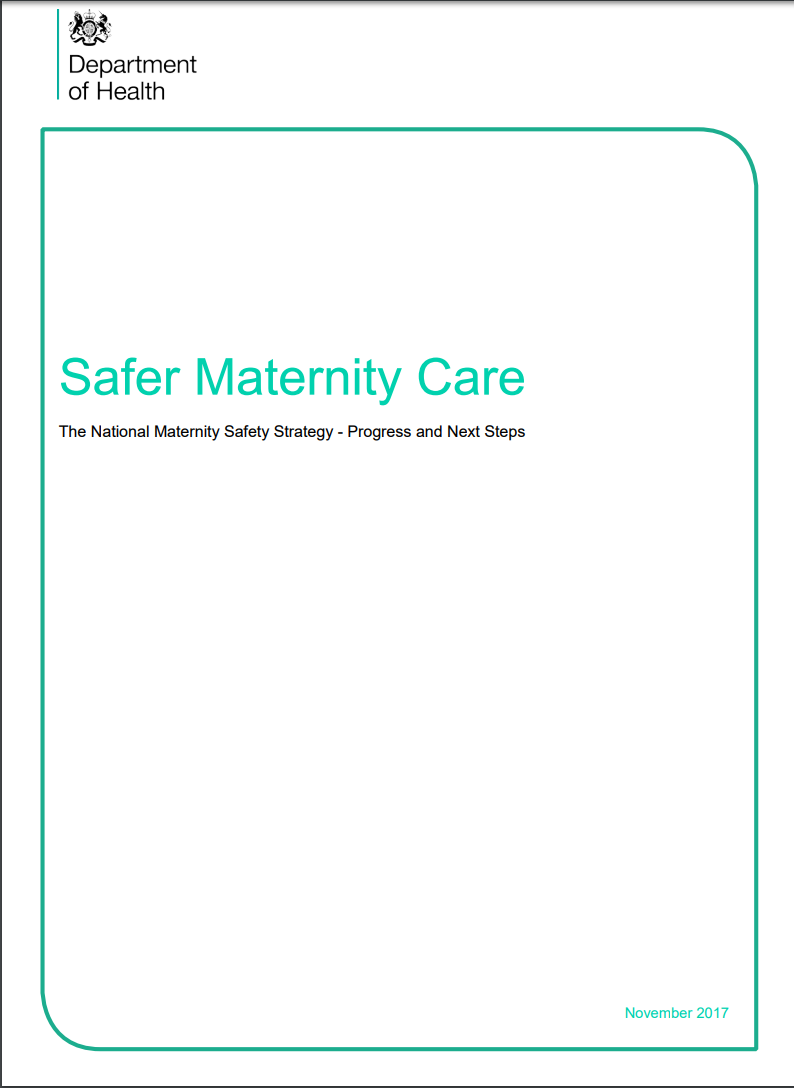 Department
of Health
Safer Maternity Care
The National Maternity Safety Strategy - Progress and Next Steps
November 2017